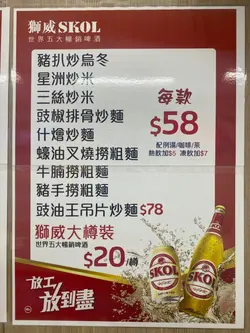 獅威 SKOL
世界五大暢銷啤酒
豬扒炒烏冬
星洲炒米
三絲炒米
豉椒排骨炒麵
什燴炒麵
蠔油叉燒撈粗麵
牛腩撈粗麵
豬手撈粗麵
豉油王吊片炒麵 $78
每款
$58
配例湯/咖啡/茶
熱飲加$5 凍飲加$7
獅威大樽裝
世界五大暢銷啤酒
$20/樽
放工
放到盡
SKOL
SKOL